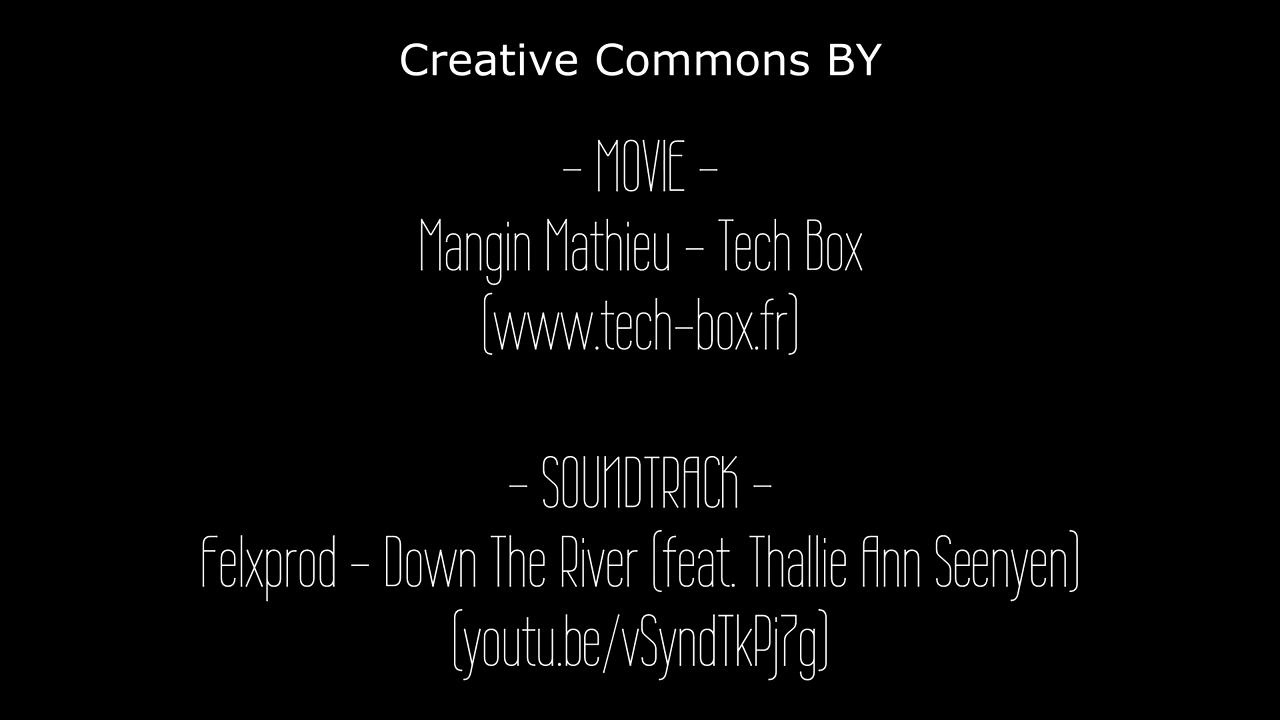 Creative Commons BY
- MOVIE -
Mangin Mathieu - Tech Box
(www.tech-box.fr)
- SOUNDTRACK -
Felxprod - Down The River (feat. Thallie Ann Seenyen)
(youtu.be/vSyndTkPj7g)